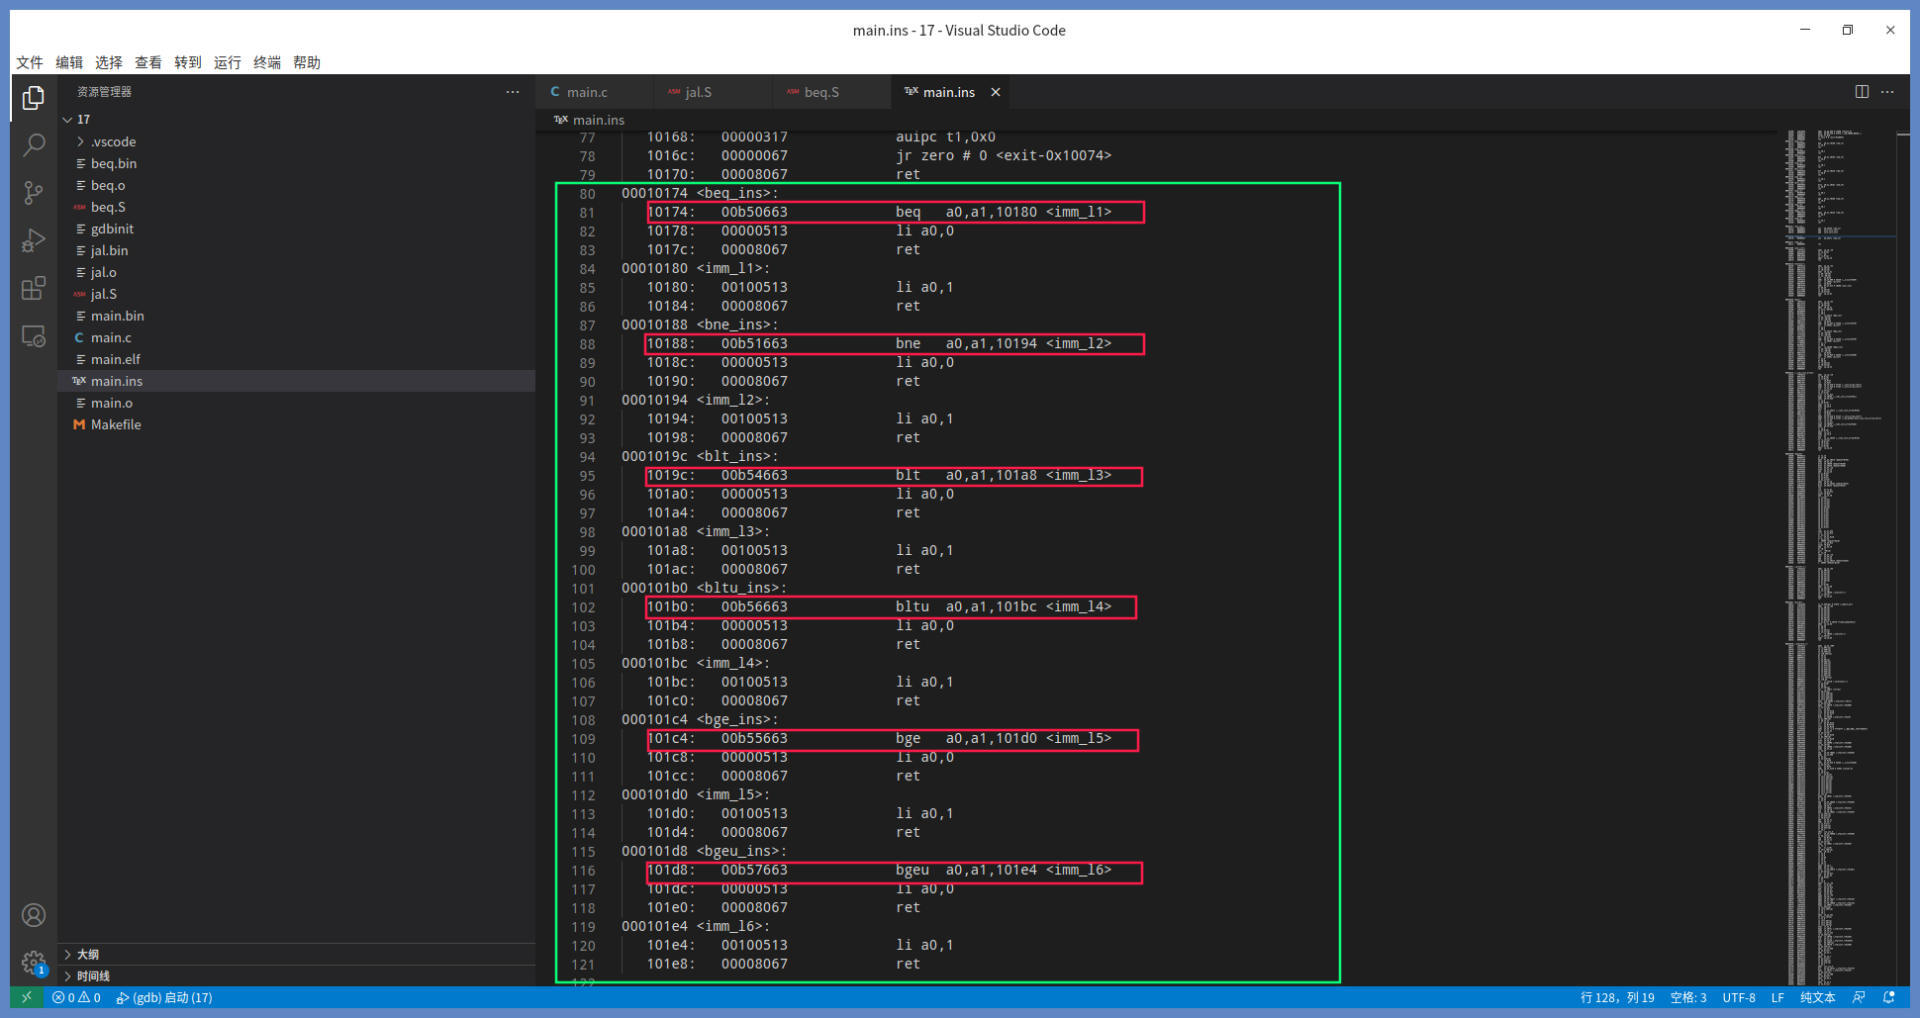 main.ins - 17 - Visual Studio Code
文件 编辑 选择 查看 转到 运行 终端 帮助
资源管理器
17
.vscode
beq.bin
beq.o
beq.S
gdbinit
jal.bin
jal.o
jal.S
main.bin
main.c
main.elf
main.ins
main.o
Makefile
大纲
时间线
main.c jal.S beq.S main.ins
main.ins
77 10168: 00000317 auipc t1,0x0
78 1016c: 00000067 jr zero # 0 <exit-0x10074>
79 10170: 00008067 ret
80 00010174 <beq_ins>:
81 10174: 00b50663 beq a0,a1,10180 <imm_l1>
82 10178: 00000513 li a0,0
83 1017c: 00008067 ret
84 00010180 <imm_l1>:
85 10180: 00100513 li a0,1
86 10184: 00008067 ret
87 00010188 <bne_ins>:
88 10188: 00b51663 bne a0,a1,10194 <imm_l2>
89 1018c: 00000513 li a0,0
90 10190: 00008067 ret
91 00010194 <imm_l2>:
92 10194: 00100513 li a0,1
93 10198: 00008067 ret
94 0001019c <blt_ins>:
95 1019c: 00b54663 blt a0,a1,101a8 <imm_l3>
96 101a0: 00000513 li a0,0
97 101a4: 00008067 ret
98 000101a8 <imm_l3>:
99 101a8: 00100513 li a0,1
100 101ac: 00008067 ret
101 000101b0 <bltu_ins>:
102 101b0: 00b56663 bltu a0,a1,101bc <imm_l4>
103 101b4: 00000513 li a0,0
104 101b8: 00008067 ret
105 000101bc <imm_l4>:
106 101bc: 00100513 li a0,1
107 101c0: 00008067 ret
108 000101c4 <bge_ins>:
109 101c4: 00b55663 bge a0,a1,101d0 <imm_l5>
110 101c8: 00000513 li a0,0
111 101cc: 00008067 ret
112 000101d0 <imm_l5>:
113 101d0: 00100513 li a0,1
114 101d4: 00008067 ret
115 000101d8 <bgeu_ins>:
116 101d8: 00b57663 bgeu a0,a1,101e4 <imm_l6>
117 101dc: 00000513 li a0,0
118 101e0: 00008067 ret
119 000101e4 <imm_l6>:
120 101e4: 00100513 li a0,1
121 101e8: 00008067 ret
1
0 0 (gdb) 启动 (17) 行 128，列 19 空格: 3 UTF-8 LF 纯文本